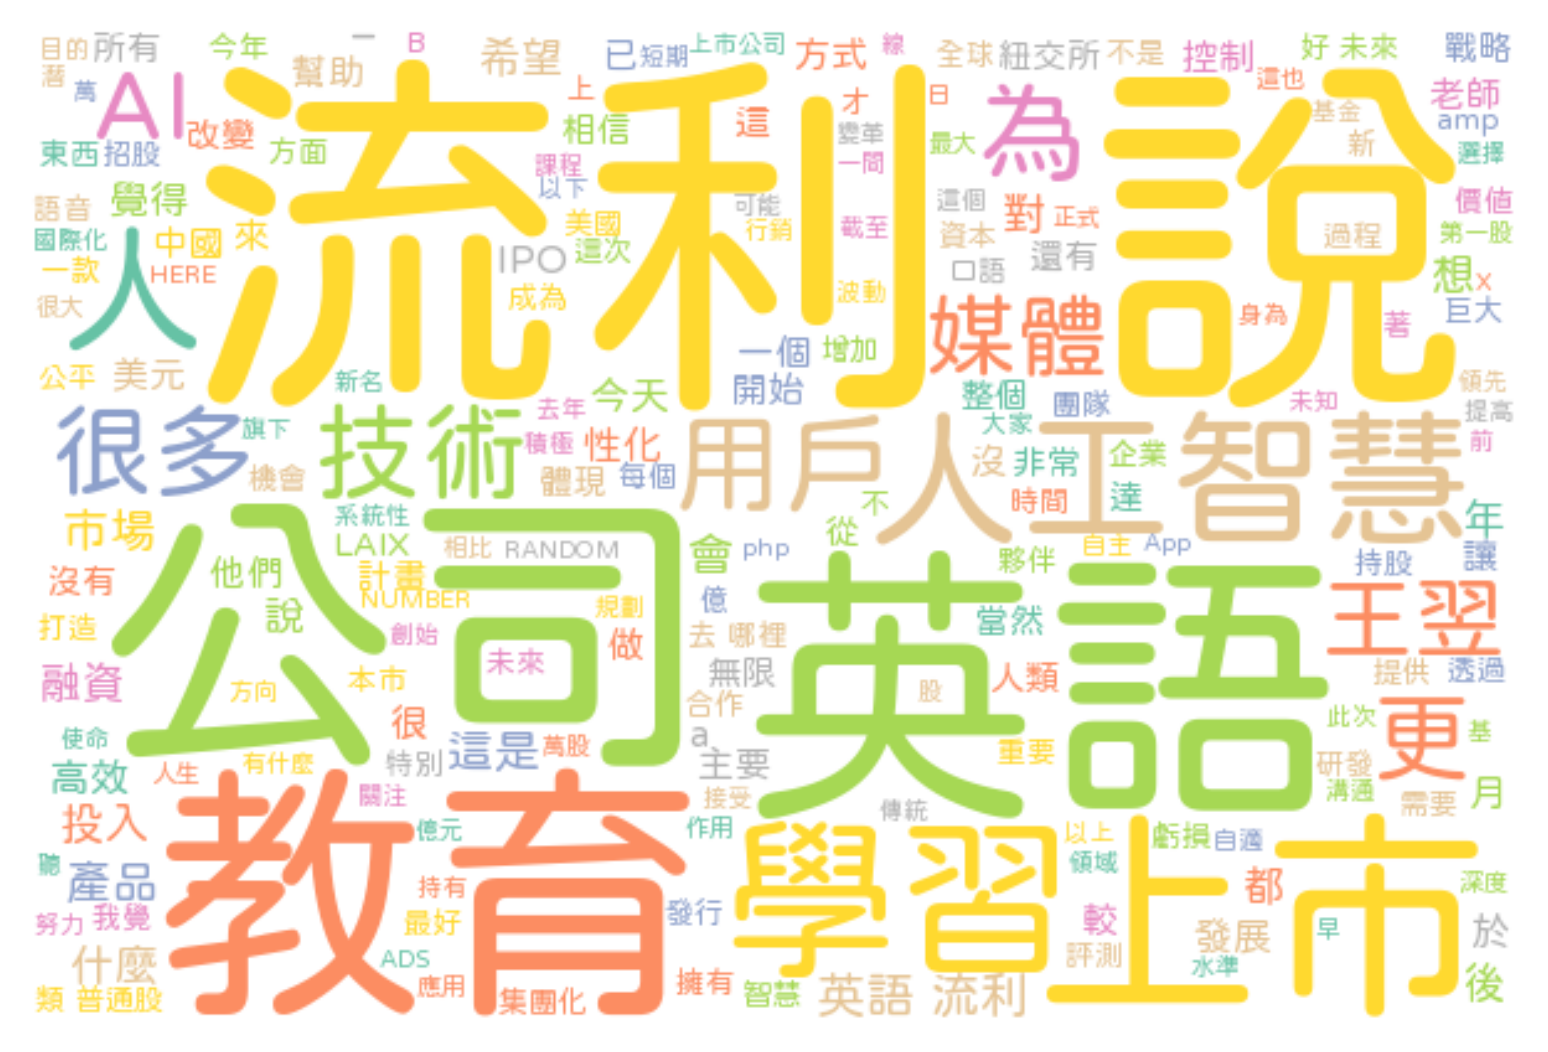 目的 所有 今年 一 B 希望 已 短期 上市公司 方式 線 全球 紐交所 不是 控制 好 未來 戰略
潛 萬 幫助 上 才 日 這也 老師
AI 改變 方面 流利說 相信 這 變革 最大 為 基金 新 amp
東西 招股 課程 一間 選擇
語音 覺得 以下 可能 這個 對 正式 價值
國際化 中國 來 美國 行銷 截至 資本 過程 第一股
一款 HERE 人 IPO 這次 口語 還有 想 x
很大 成為 波動 媒體 身為 著 巨大
公平 美元 新名 一個 增加 開始 整個 團隊 未知 領先
很多 旗下 技術 去年 今天 積極 性化 用戶 大家 人工智慧 提高 前
機會 體現 每個 沒 非常 企業
市場 系統性 不 時間 達 年
LAIX 相比 RANDOM 會 php 從 夥伴 自主 App 持股 讓
沒有 他們 計畫 公司 英語 王翌
NUMBER 說 規劃 億 當然
打造 創始 做 去 哪裡
融資 方向 本市 未來 無限 股 人類 提供 透過
很 合作 此次 更 基
使命 有什麼 特別 這是 萬股 a 主要 重要 研發
高效 人生 關注 接受 傳統 溝通 需要 月
投入 教育 億元 作用 學習 以上 上市 虧損 自適
聽 產品 持有 領域 都 深度
努力 我覺 最好 發行 較 早 於
什麼 ADS 評測 發展 水準
類 普通股 應用 集團化 擁有 智慧 英語 流利 後